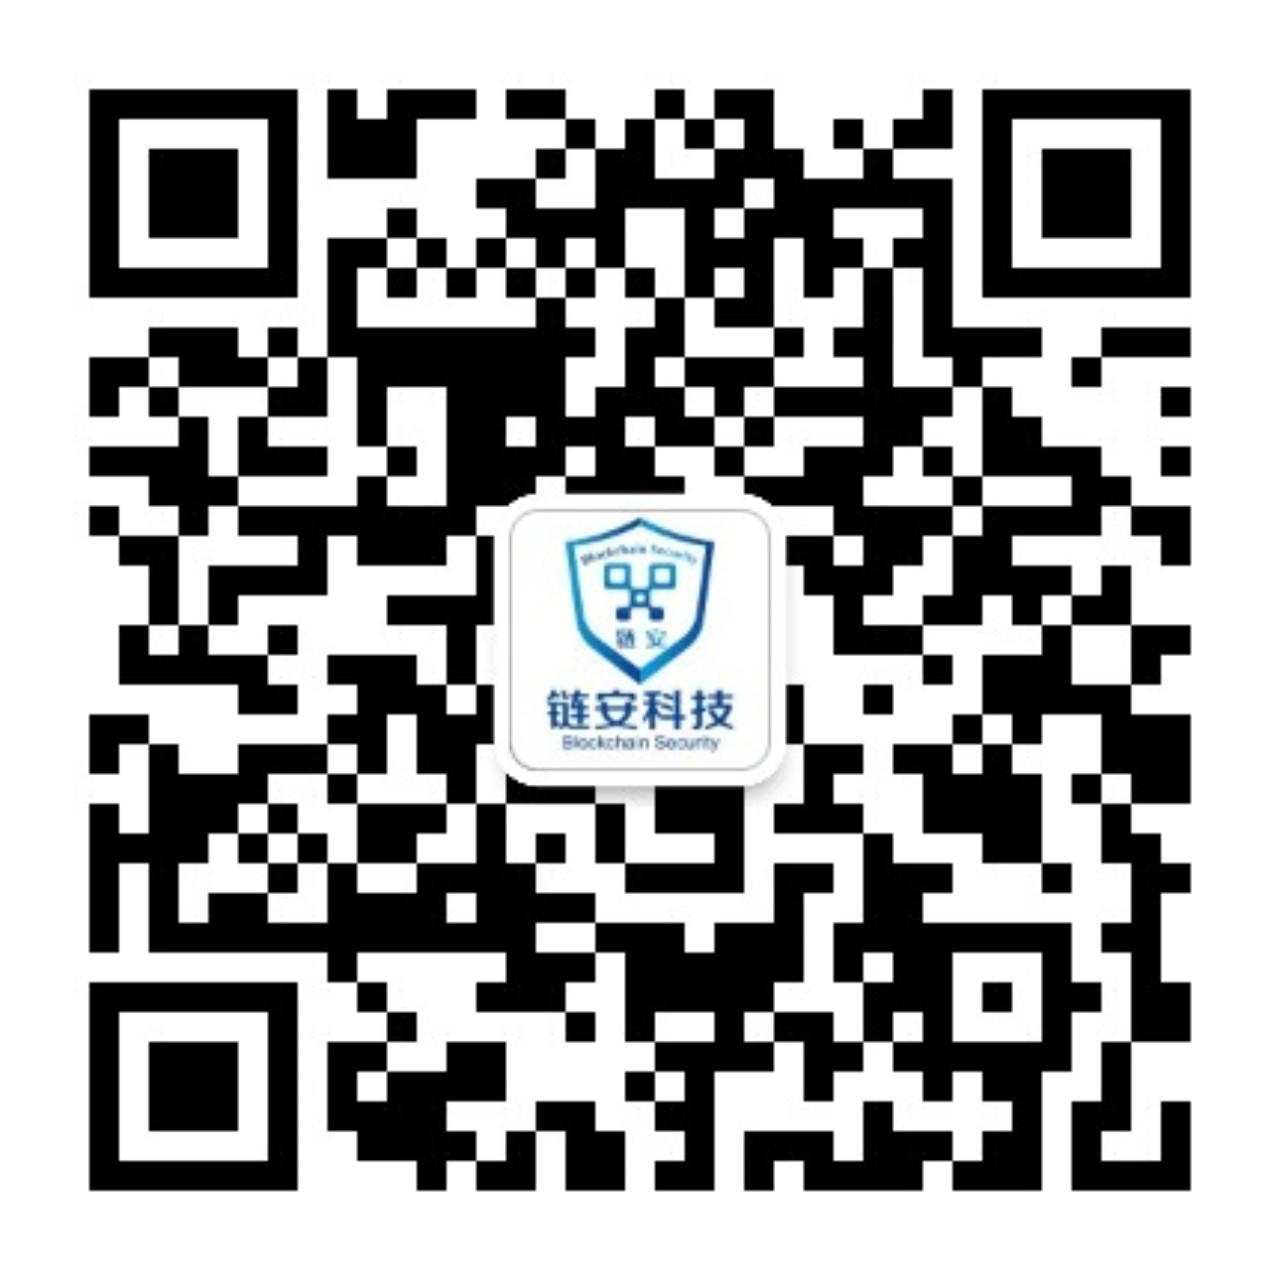 Blockchain Security
链 安
链安科技
Blockchain Security